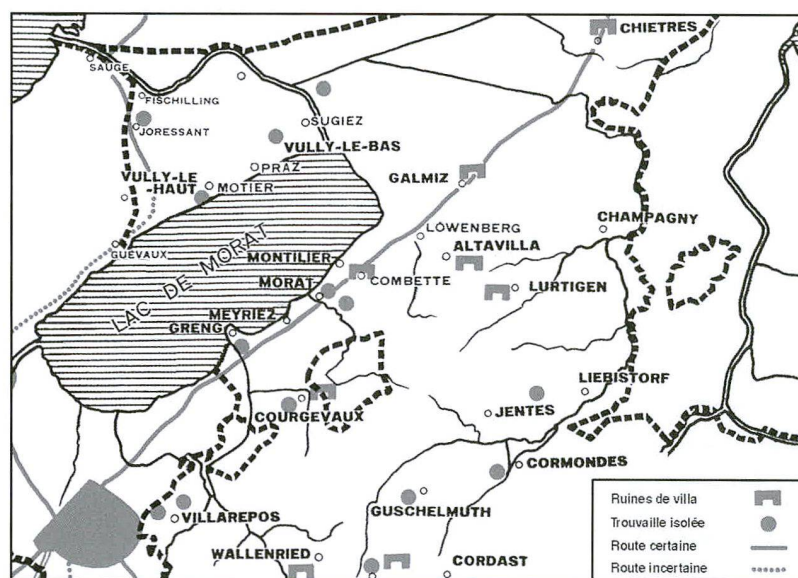 CHIETRES
SAUGE
FISCHILLING
SUGIEZ
JORESSANT
VULLY-LE-BAS
PRAZ
VULLY-LE
-HAUT
MOTIER
GALMIZ
CHAMPAGNY
LÖWENBERG
ALTAVILLA
GUÉVAUX
LAC DE MORAT
MONTILIER
COMBETTE
MORAT
LURTIGEN
MEYRIEZ
GRENG
LIEBISTORF
COURGEVAUX
JENTES
CORMONDES
GUSCHELMUTH
VILLAREPOS
WALLENRIED
CORDAST
Ruines de villa
Trouvaille isolée
Route certaine
Route incertaine